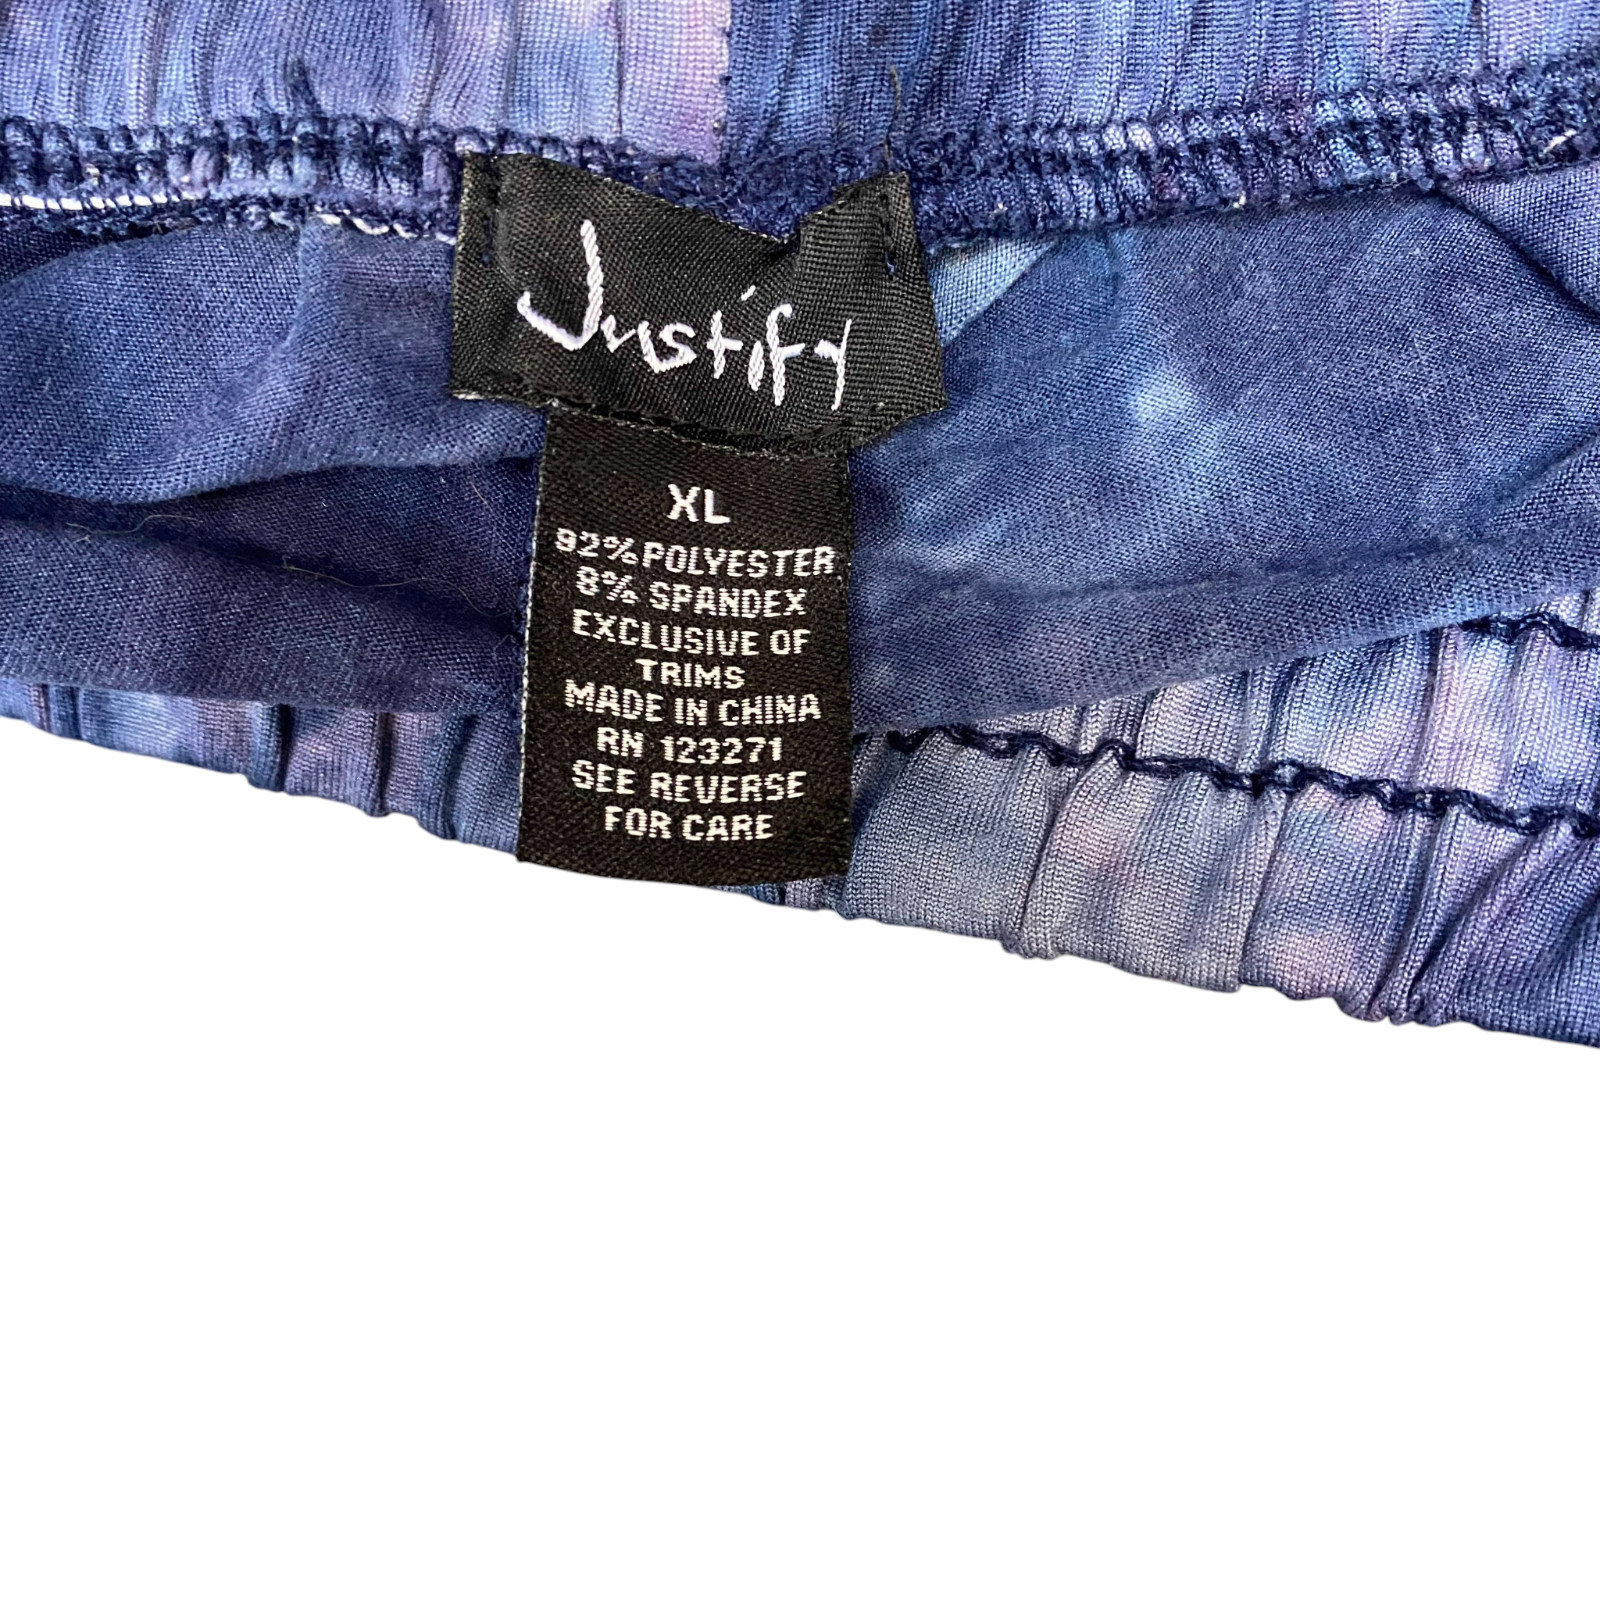 Justify
XL
92% POLYESTER
8% SPANDEX
EXCLUSIVE OF
TRIMS
MADE IN CHINA
RN 123271
SEE REVERSE
FOR CARE